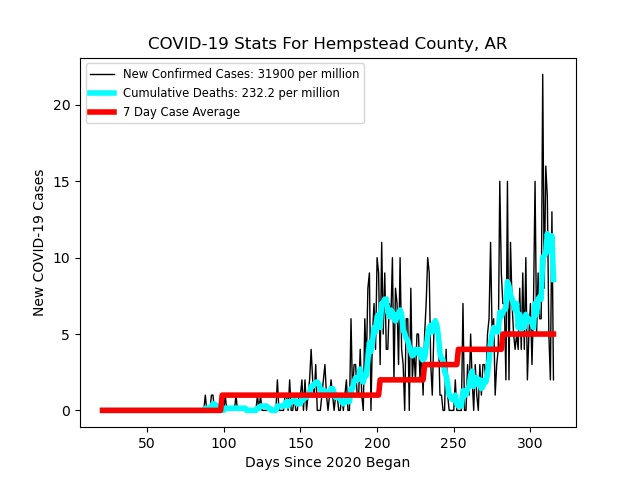 COVID-19 Stats For Hempstead County, AR
New Confirmed Cases: 31900 per million
Cumulative Deaths: 232.2 per million
7 Day Case Average
20
15
10
5
0
New COVID-19 Cases
50 100 150 200 250 300
Days Since 2020 Began